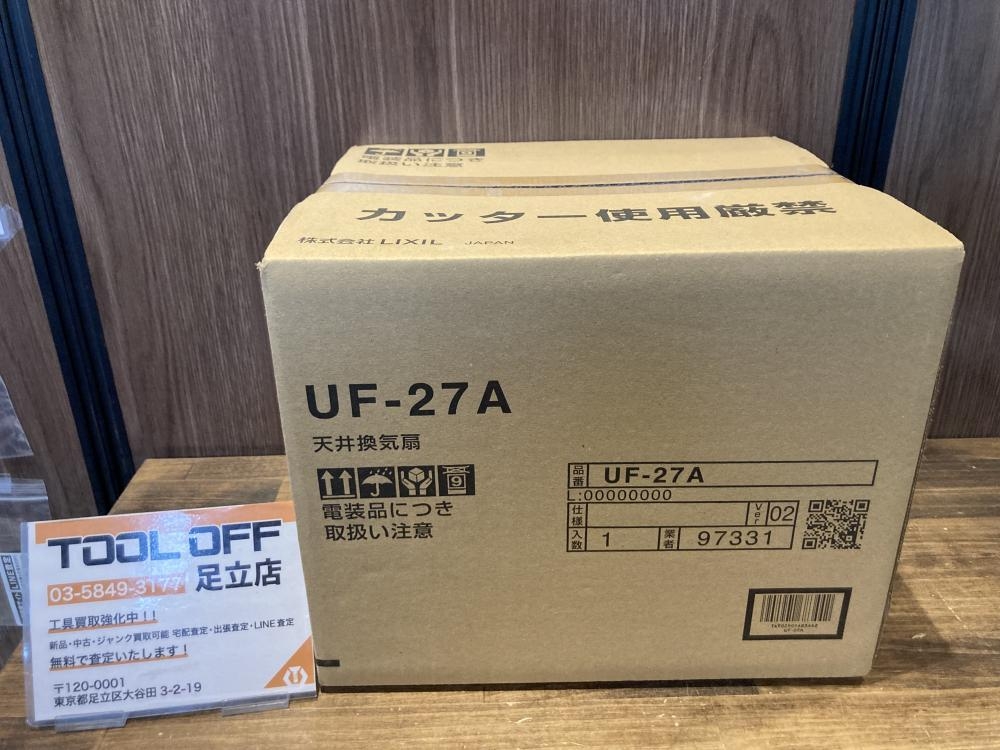 電装品につき
取扱い注意
カッター使用厳禁
株式会社 LIXIL JAPAN
UF-27A
天井換気扇
9
電装品につき
取扱い注意
品番 UF-27A
L:00000000
仕様 Ver 02
入数 1 業者 97331
UF-27A
TOOL OFF
03-5849-3177 足立店
工具買取強化中！！
新品・中古・ジャンク買取可能 宅配査定・出張査定・LINE査定
無料で査定いたします！
〒120-0001
東京都足立区大谷田 3-2-19